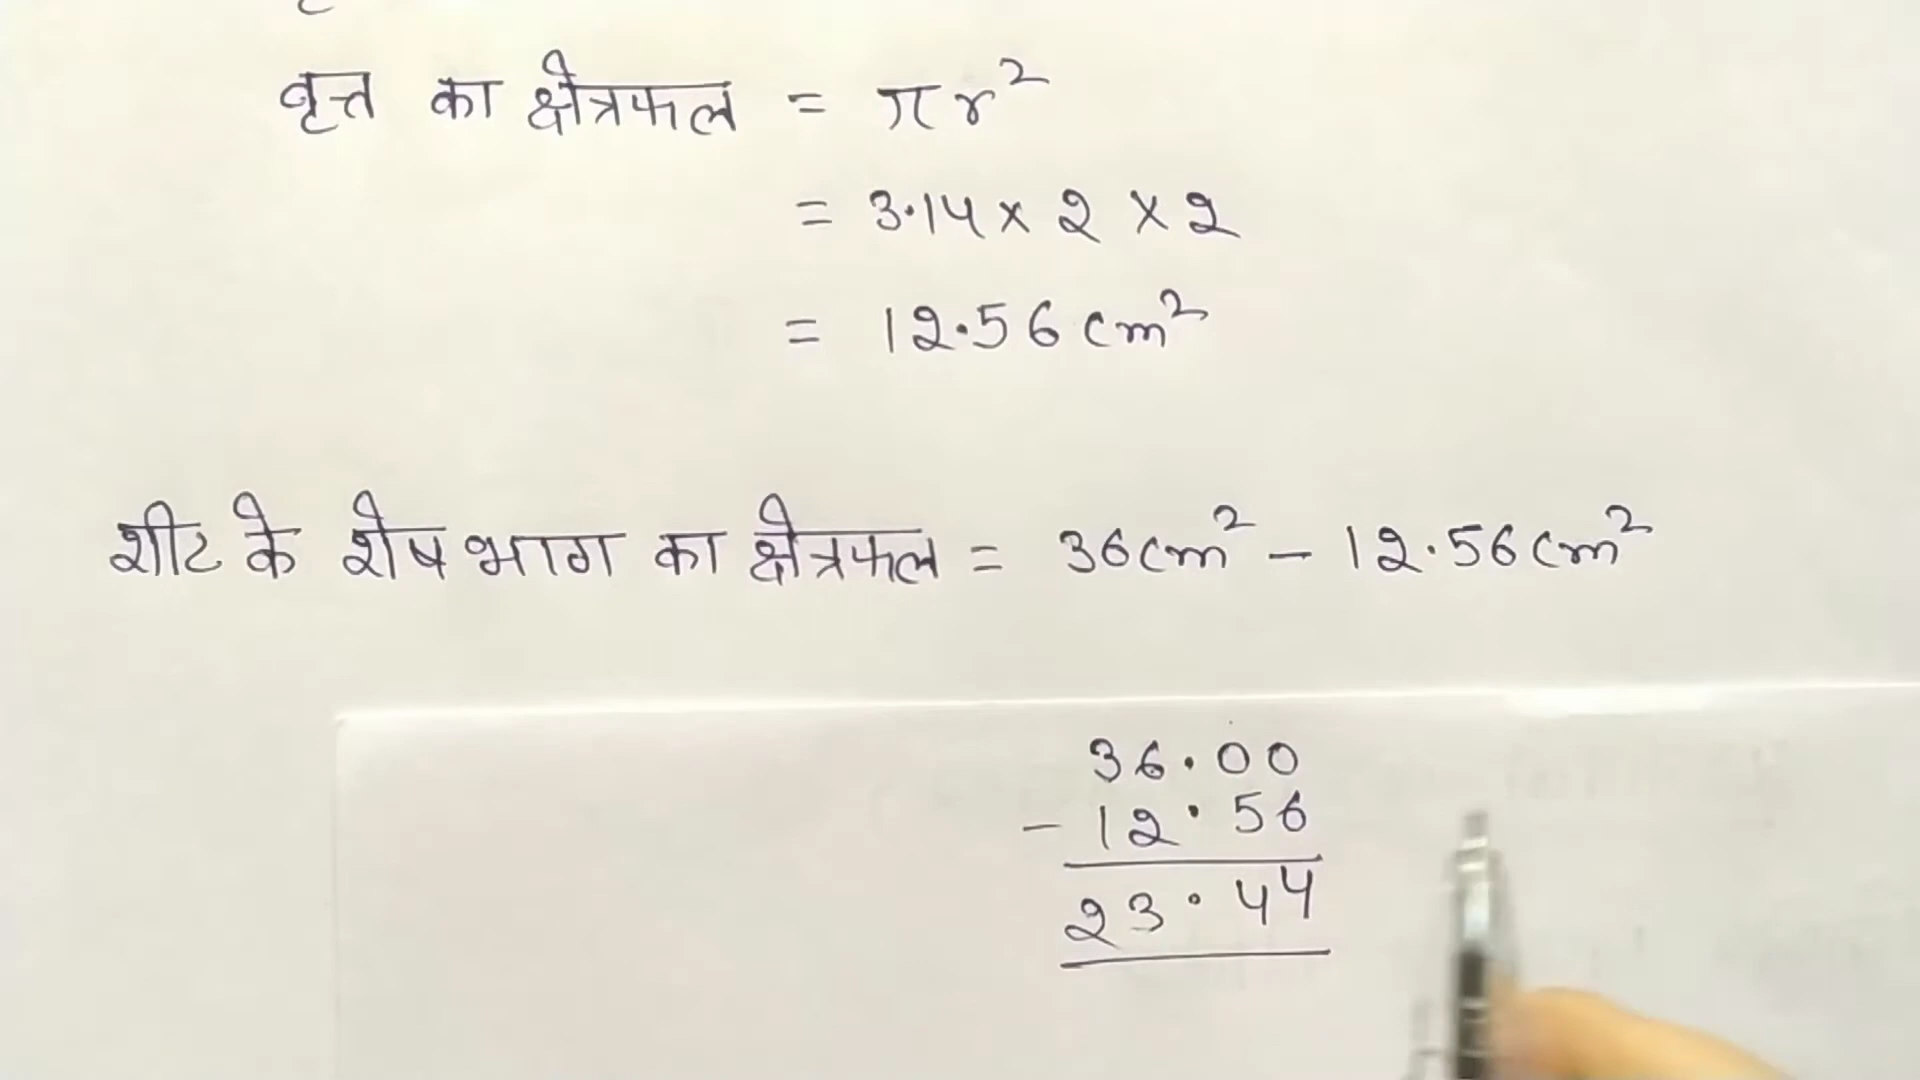 वृत्त का क्षेत्रफल = πr²
= 3.14 × 2 × 2
= 12.56 cm²
शीट के शेष भाग का क्षेत्रफल = 36 cm² - 12.56 cm²
36.00
- 12.56
23.44